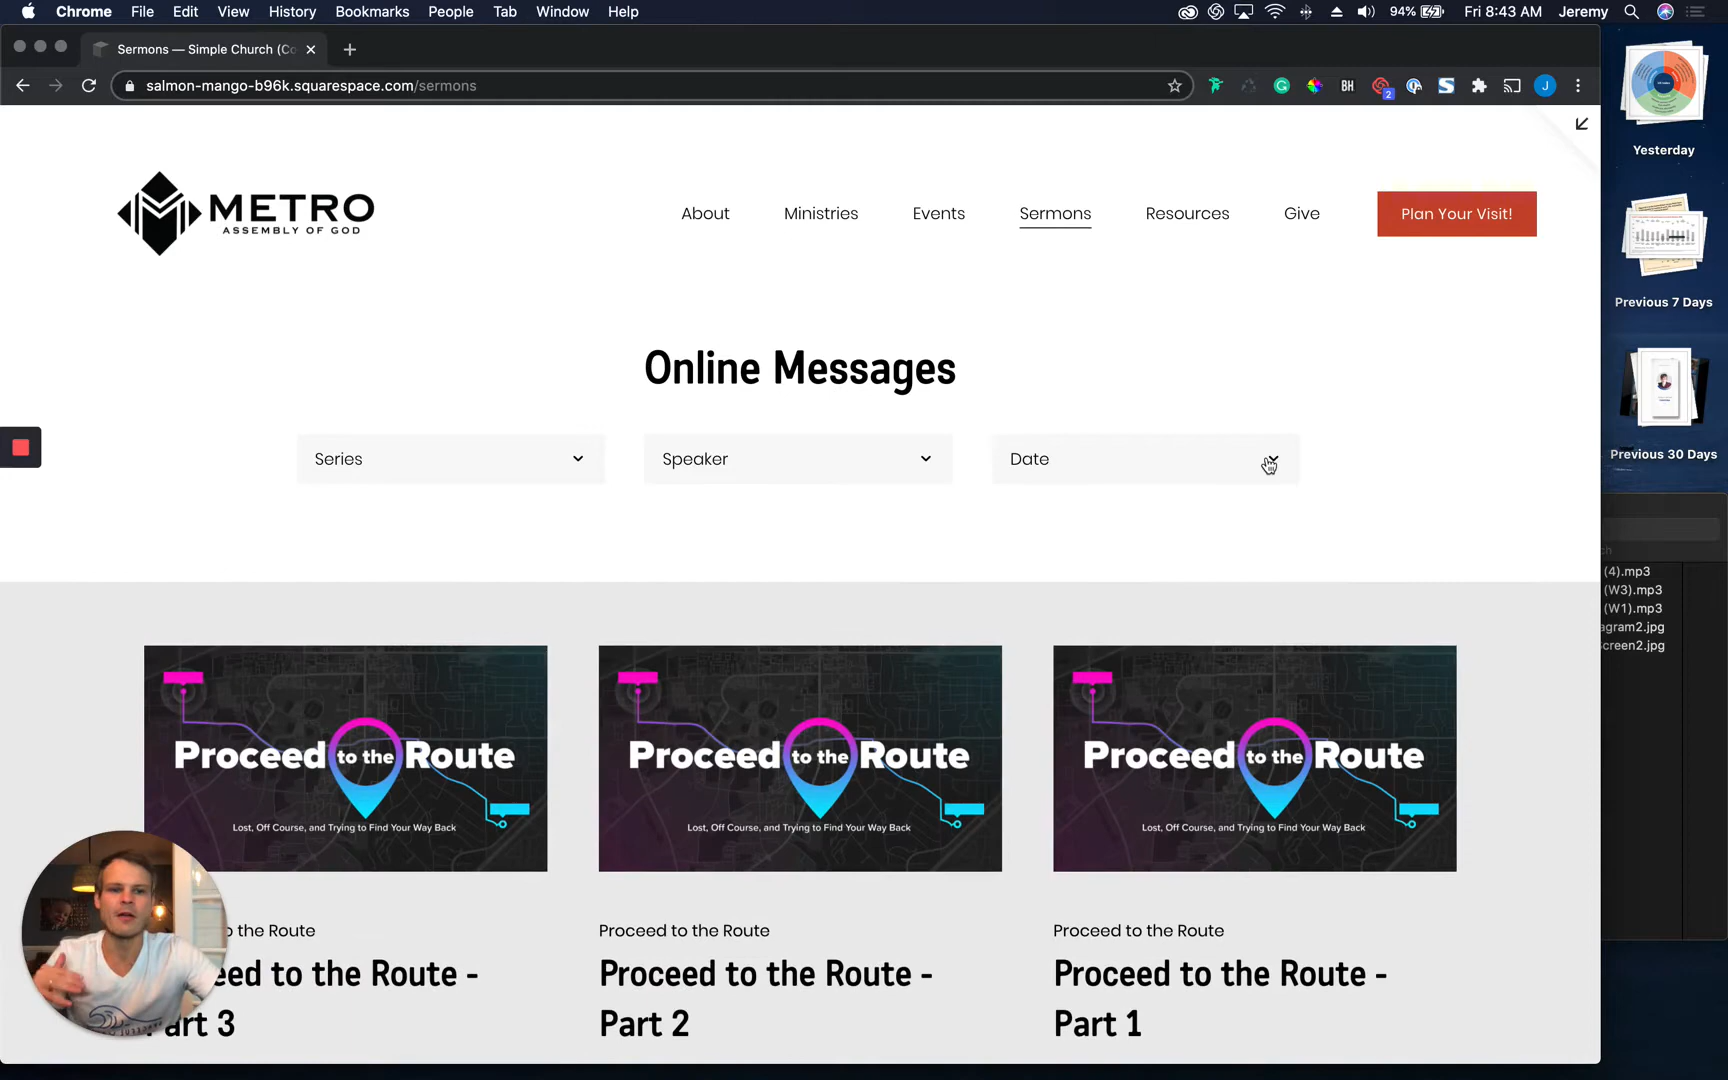 Chrome File Edit View History Bookmarks People Tab Window Help 94% Fri 8:43 AM Jeremy
Sermons — Simple Church (Co
salmon-mango-b96k.squarespace.com/sermons
BH
2
J
Yesterday
METRO
ASSEMBLY OF GOD
About Ministries Events Sermons Resources Give Plan Your Visit!
Previous 7 Days
Online Messages
Series Speaker Date
Previous 30 Days
(4).mp3
(W3).mp3
(W1).mp3
agram2.jpg
creen2.jpg
Proceed to the Route
Lost, Off Course, and Trying to Find Your Way Back
Proceed to the Route
Lost, Off Course, and Trying to Find Your Way Back
Proceed to the Route
Lost, Off Course, and Trying to Find Your Way Back
o the Route
eed to the Route -
art 3
Proceed to the Route
Proceed to the Route -
Part 2
Proceed to the Route
Proceed to the Route -
Part 1